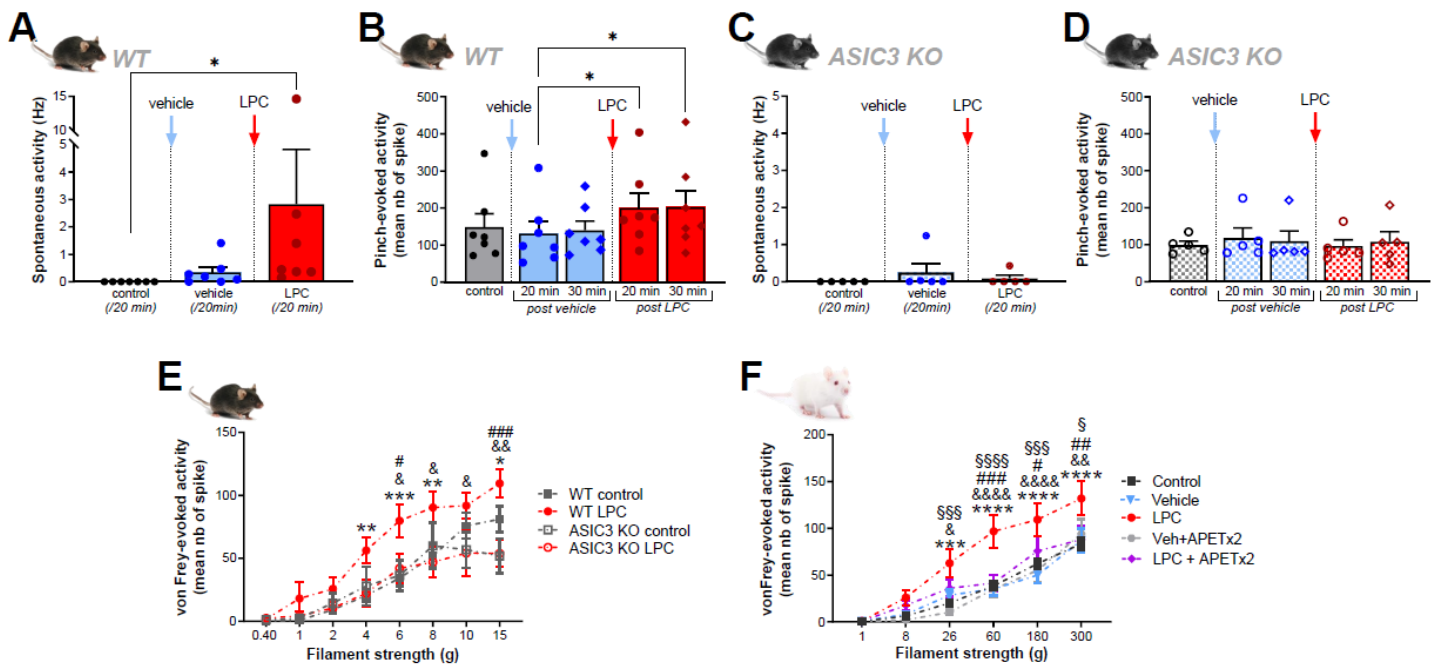 A
WT
*
vehicle
LPC
Spontaneous activity (Hz)
15
10
5
4
3
2
1
0
control
(/20 min)
vehicle
(/20min)
LPC
(/20 min)
B
WT
*
*
vehicle
LPC
Pinch-evoked activity
(mean nb of spike)
500
400
300
200
100
0
control
20 min
30 min
20 min
30 min
post vehicle
post LPC
C
ASIC3 KO
vehicle
LPC
Spontaneous activity (Hz)
5
4
3
2
1
0
control
(/20 min)
vehicle
(/20min)
LPC
(/20 min)
D
ASIC3 KO
vehicle
LPC
Pinch-evoked activity
(mean nb of spike)
500
400
300
200
100
0
control
20 min
30 min
20 min
30 min
post vehicle
post LPC
E
von Frey-evoked activity
(mean nb of spike)
150
100
50
0
**
#
&
***
&
**
&
###
&&
*
0.40
1
2
4
6
8
10
15
Filament strength (g)
WT control
WT LPC
ASIC3 KO control
ASIC3 KO LPC
F
vonFrey-evoked activity
(mean nb of spike)
200
150
100
50
0
§§§
&
***
§§§§
###
&&&&
****
§§§
#
&&&&
****
§
##
&&
****
1
8
26
60
180
300
Filament strength (g)
Control
Vehicle
LPC
Veh+APETx2
LPC + APETx2